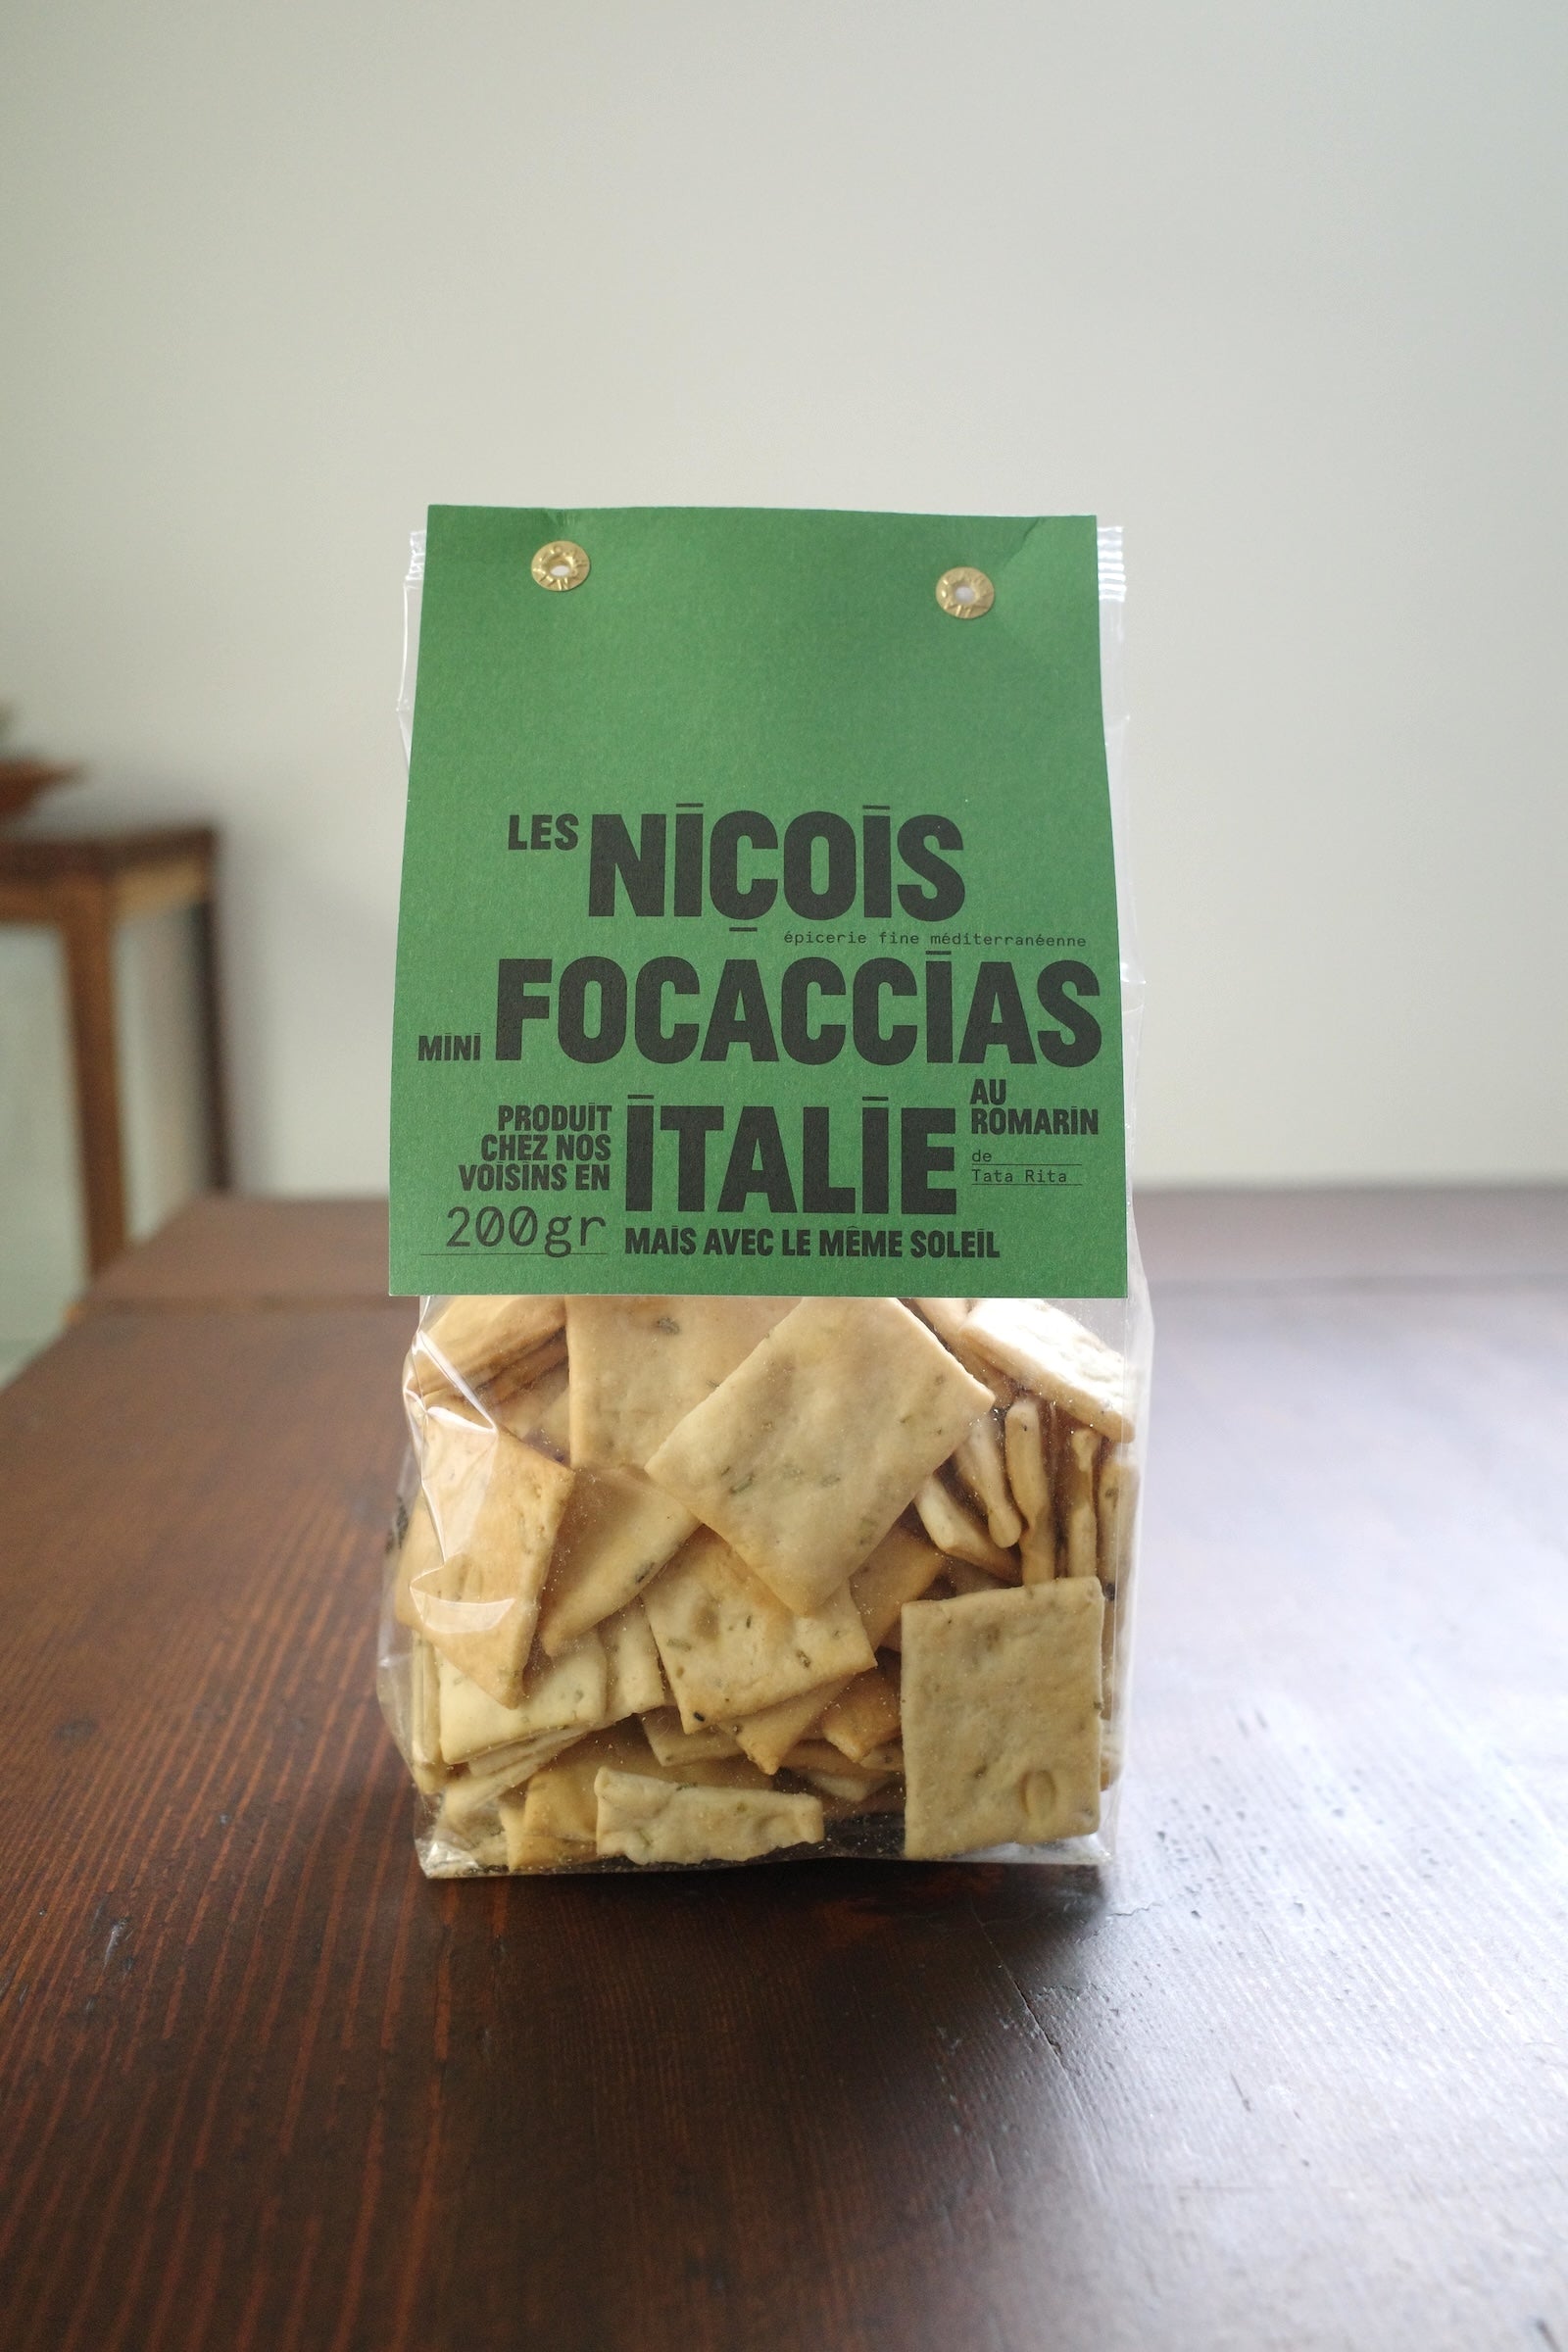 LES NIÇOIS
épicerie fine méditerranéenne
MINI FOCACCIAS
AU
ROMARIN
de
Tata Rita
PRODUIT
CHEZ NOS
VOISINS EN
ITALIE
200gr
MAIS AVEC LE MÊME SOLEIL